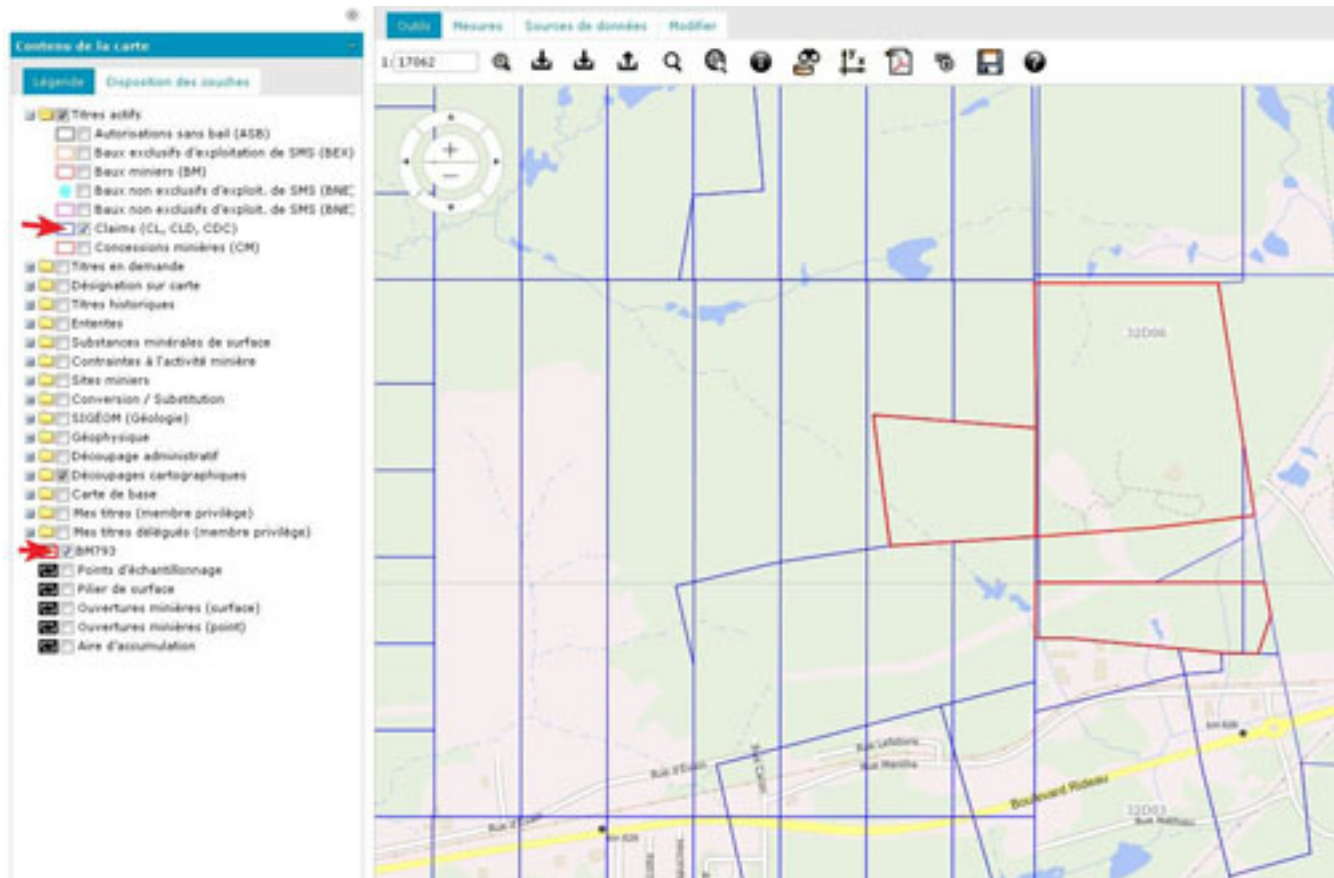 Contenu de la carte
Légende Disposition des couches
Titres actifs
Autorisations sans bail (ASB)
Baux exclusifs d'exploitation de SMS (BEX)
Baux miniers (BM)
Baux non exclusifs d'exploit. de SMS (BNE
Baux non exclusifs d'exploit. de SMS (BNE
Claims (CL, CLD, CDC)
Concessions minières (CM)
Titres en demande
Désignation sur carte
Titres historiques
Ententes
Substances minérales de surface
Contraintes à l'activité minière
Sites miniers
Conversion / Substitution
SIGÉOM (Géologie)
Géophysique
Découpage administratif
Découpages cartographiques
Carte de base
Mes titres (membre privilège)
Mes titres délégués (membre privilège)
BM793
Points d'échantillonnage
Pilier de surface
Ouvertures minières (surface)
Ouvertures minières (point)
Aire d'accumulation
Outils Mesures Sources de données Modifier
1: 17062
32D06
Rue Caron
Boulevard Rideau
32D03